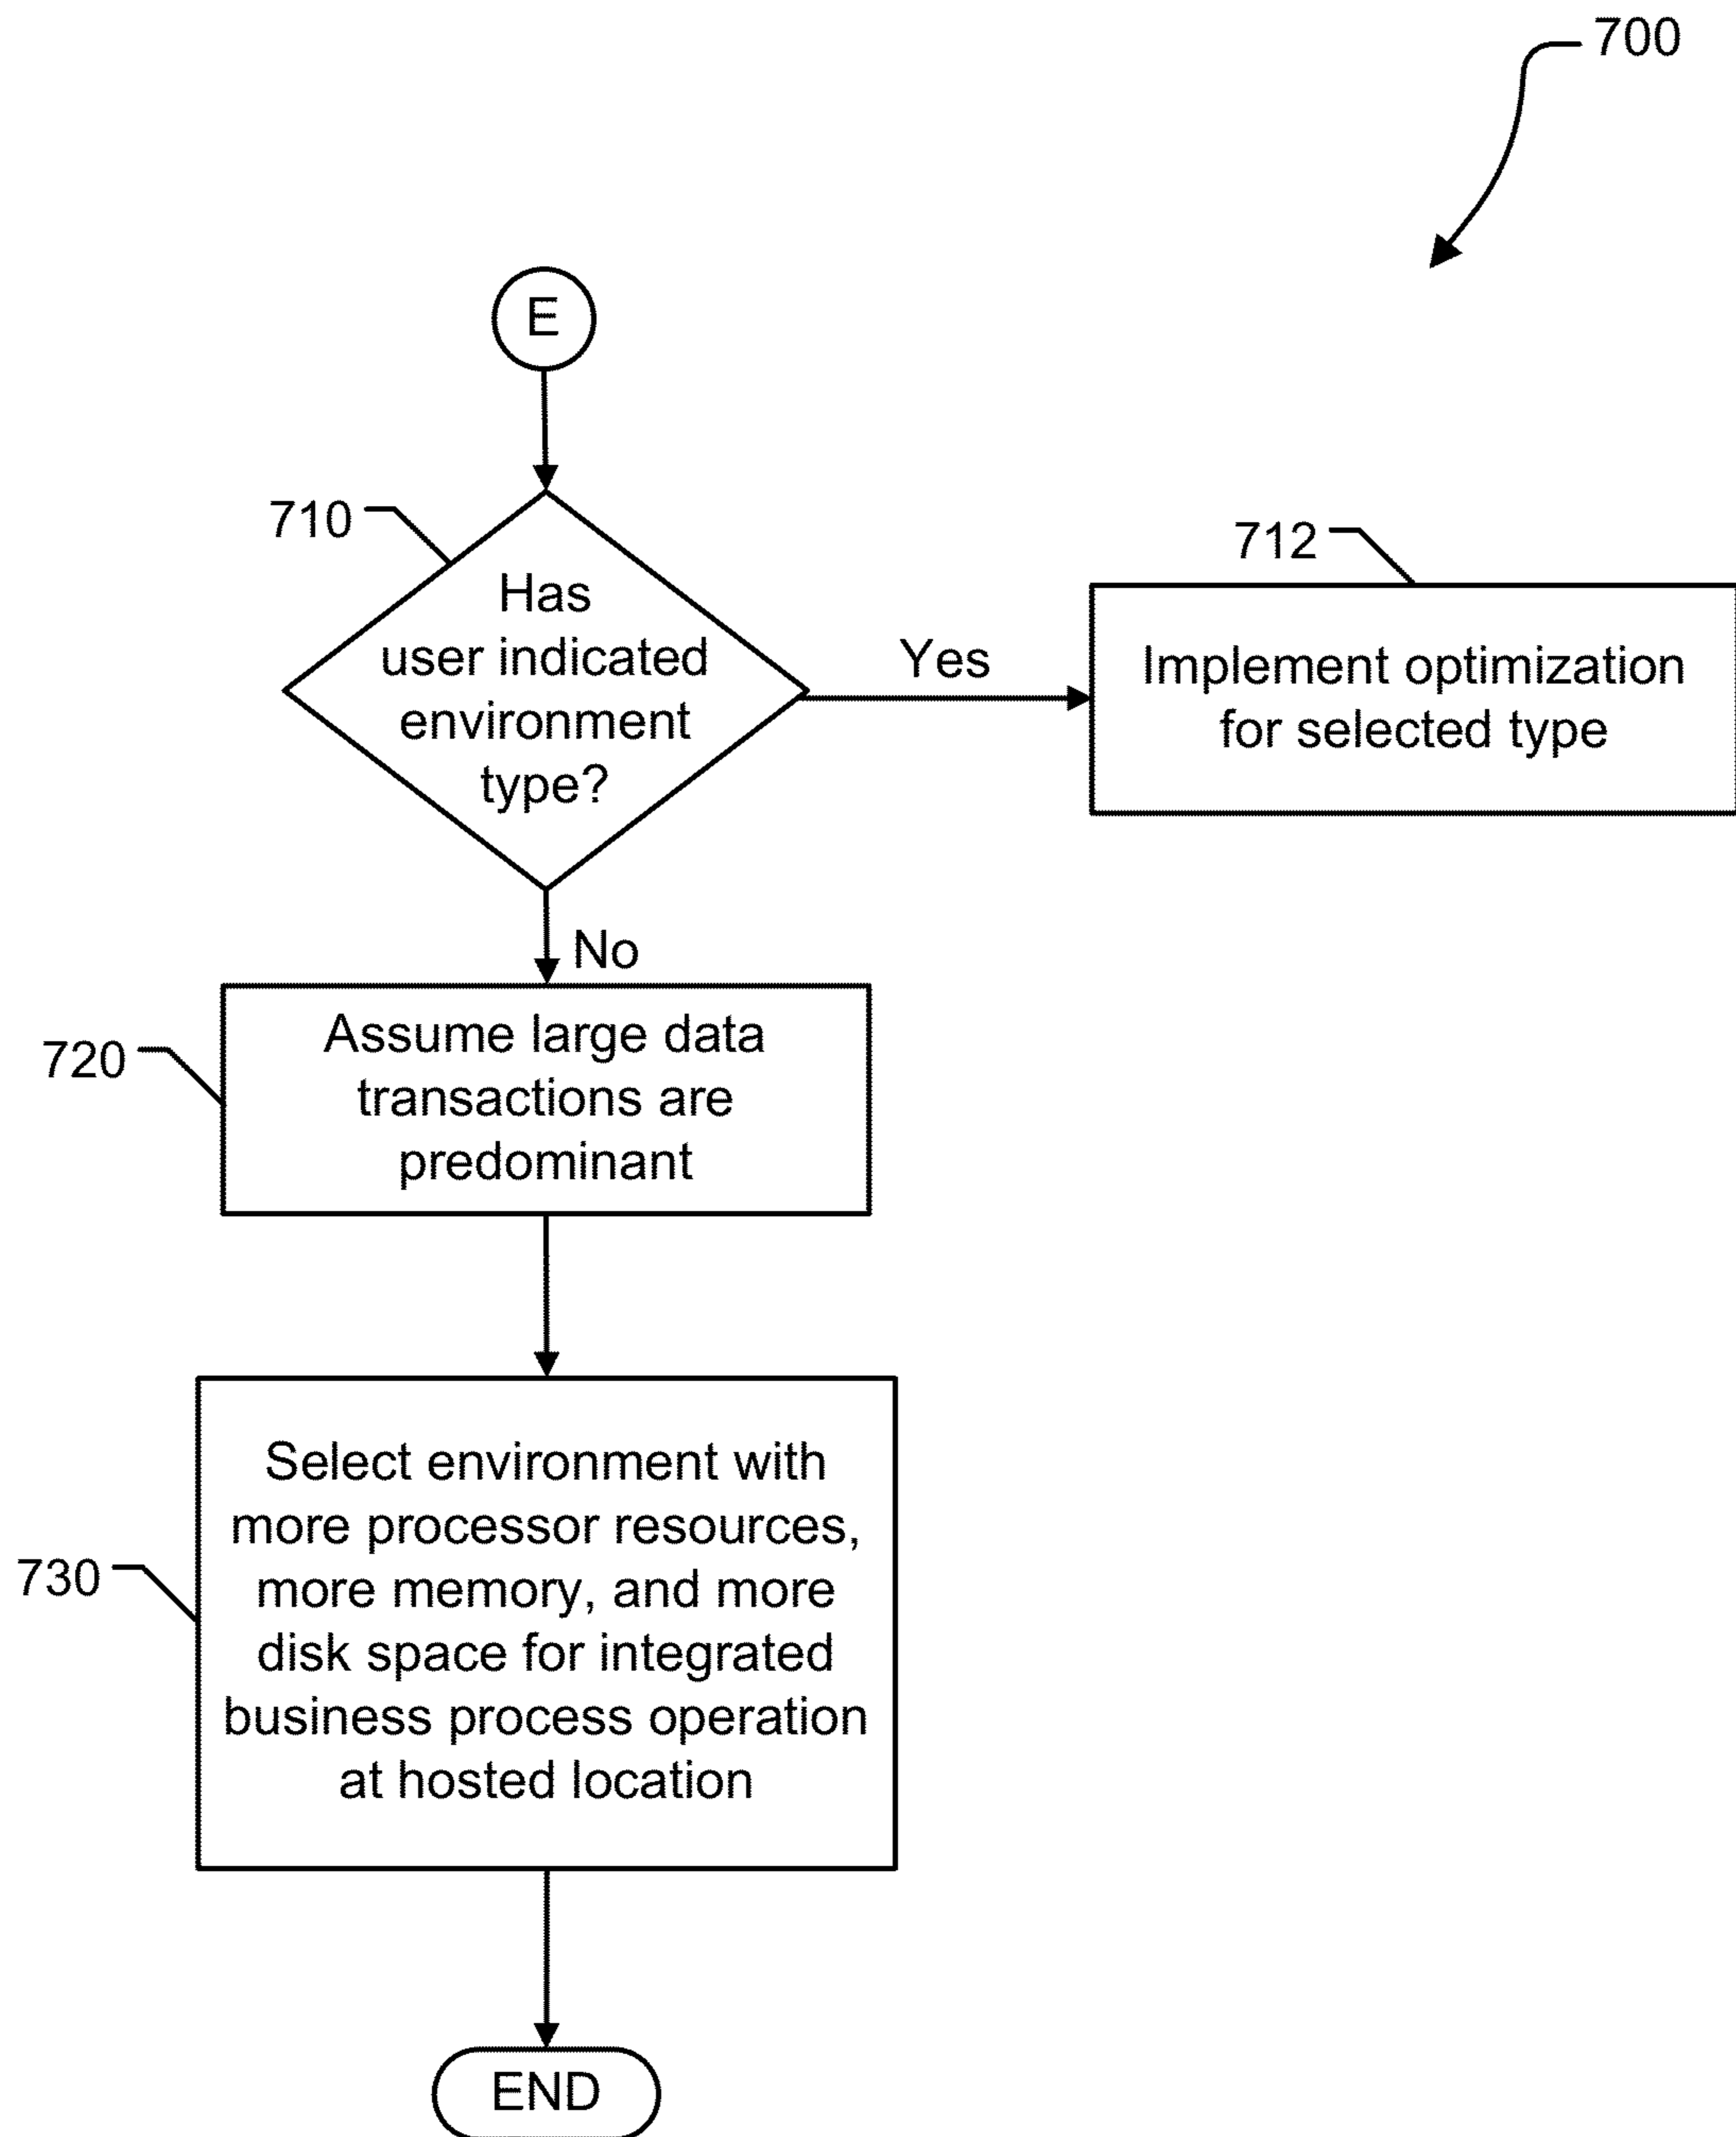 700
E
710
Has
user indicated
environment
type?
Yes
712
Implement optimization
for selected type
No
720
Assume large data
transactions are
predominant
730
Select environment with
more processor resources,
more memory, and more
disk space for integrated
business process operation
at hosted location
END